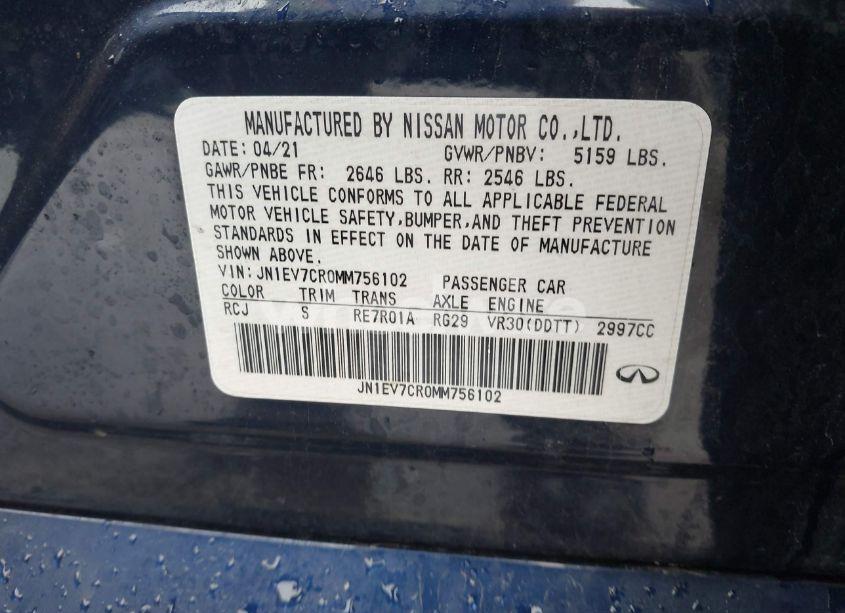 MANUFACTURED BY NISSAN MOTOR CO.,LTD.
DATE: 04/21 GVWR/PNBV: 5159 LBS.
GAWR/PNBE FR: 2646 LBS. RR: 2546 LBS.
THIS VEHICLE CONFORMS TO ALL APPLICABLE FEDERAL
MOTOR VEHICLE SAFETY,BUMPER,AND THEFT PREVENTION
STANDARDS IN EFFECT ON THE DATE OF MANUFACTURE
SHOWN ABOVE.
VIN:JN1EV7CR0MM756102 PASSENGER CAR
COLOR TRIM TRANS AXLE ENGINE
RCJ S RE7R01A RG29 VR30(DDTT) 2997CC
JN1EV7CR0MM756102